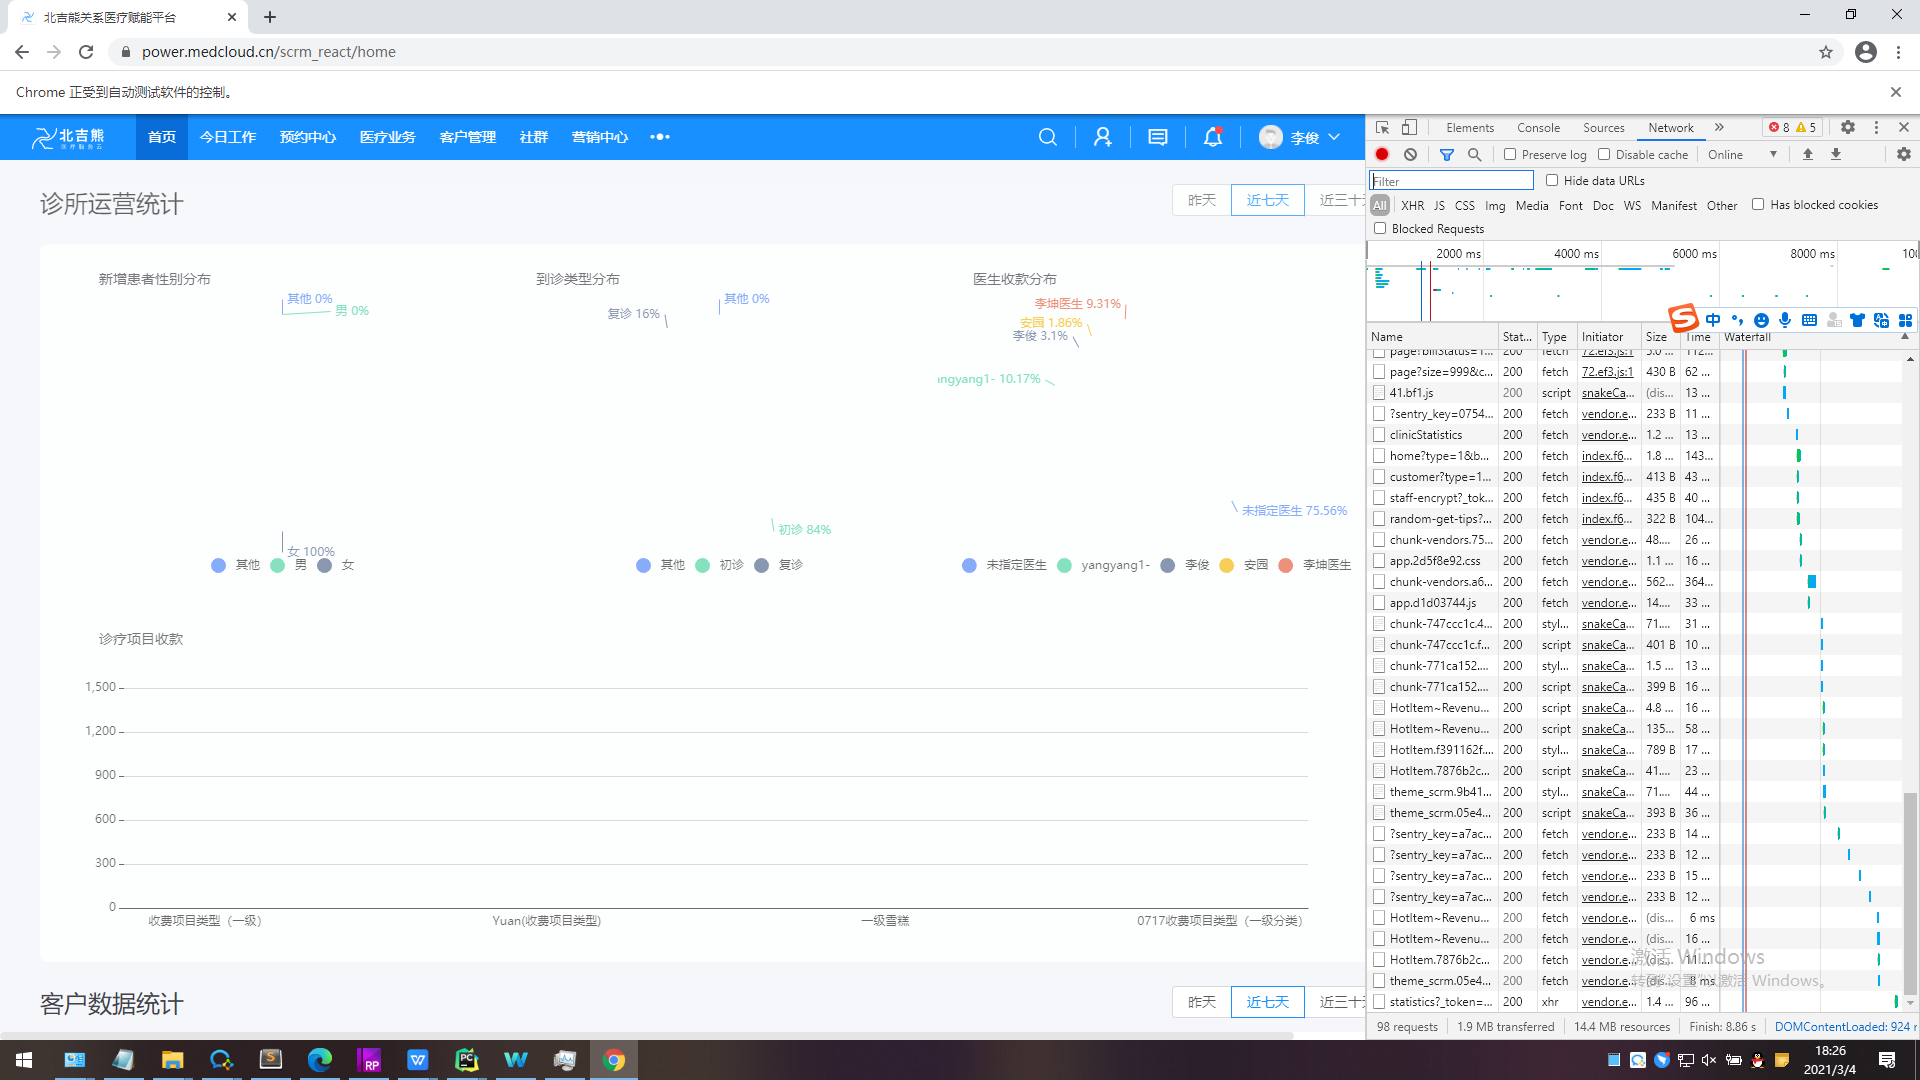 北吉熊关系医疗赋能平台
power.medcloud.cn/scrm_react/home
Chrome 正受到自动测试软件的控制。
北吉熊
医疗服务云
首页 今日工作 预约中心 医疗业务 客户管理 社群 营销中心 •••
李俊
诊所运营统计
昨天 近七天 近三十天
新增患者性别分布
其他 0%
男 0%
女 100%
其他 男 女
到诊类型分布
其他 0%
复诊 16%
初诊 84%
其他 初诊 复诊
医生收款分布
李坤医生 9.31%
安园 1.86%
李俊 3.1%
angyang1- 10.17%
未指定医生 75.56%
未指定医生 yangyang1- 李俊 安园 李坤医生
诊疗项目收款
1,500
1,200
900
600
300
0
收费项目类型（一级） Yuan(收费项目类型) 一级雪糕 0717收费项目类型（一级分类）
客户数据统计
昨天 近七天 近三十天
Elements Console Sources Network » 8 5
Preserve log Disable cache Online
Filter Hide data URLs
All XHR JS CSS Img Media Font Doc WS Manifest Other Has blocked cookies
Blocked Requests
2000 ms 4000 ms 6000 ms 8000 ms 100
中
Name Stat... Type Initiator Size Time Waterfall
page?billStatus=1... 200 fetch 72.ef3.js:1 5.0 ... 112...
page?size=999&c... 200 fetch 72.ef3.js:1 430 B 62 ...
41.bf1.js 200 script snakeCa... (dis... 13 ...
?sentry_key=0754... 200 fetch vendor.e... 233 B 11 ...
clinicStatistics 200 fetch vendor.e... 1.2 ... 13 ...
home?type=1&b... 200 fetch index.f6... 1.8 ... 143...
customer?type=1... 200 fetch index.f6... 413 B 43 ...
staff-encrypt?_tok... 200 fetch index.f6... 435 B 40 ...
random-get-tips?... 200 fetch index.f6... 322 B 104...
chunk-vendors.75... 200 fetch vendor.e... 48.... 26 ...
app.2d5f8e92.css 200 fetch vendor.e... 1.1 ... 16 ...
chunk-vendors.a6... 200 fetch vendor.e... 562... 364...
app.d1d03744.js 200 fetch vendor.e... 14.... 33 ...
chunk-747ccc1c.4... 200 styl... snakeCa... 71.... 31 ...
chunk-747ccc1c.f... 200 script snakeCa... 401 B 10 ...
chunk-771ca152.... 200 styl... snakeCa... 1.5 ... 13 ...
chunk-771ca152.... 200 script snakeCa... 399 B 16 ...
HotItem~Revenu... 200 script snakeCa... 4.8 ... 16 ...
HotItem~Revenu... 200 script snakeCa... 135... 58 ...
HotItem.f391162f.... 200 styl... snakeCa... 789 B 17 ...
HotItem.7876b2c... 200 script snakeCa... 41.... 23 ...
theme_scrm.9b41... 200 styl... snakeCa... 71.... 44 ...
theme_scrm.05e4... 200 script snakeCa... 393 B 36 ...
?sentry_key=a7ac... 200 fetch vendor.e... 233 B 14 ...
?sentry_key=a7ac... 200 fetch vendor.e... 233 B 12 ...
?sentry_key=a7ac... 200 fetch vendor.e... 233 B 15 ...
?sentry_key=a7ac... 200 fetch vendor.e... 233 B 12 ...
HotItem~Revenu... 200 fetch vendor.e... (dis... 6 ms
HotItem~Revenu... 200 fetch vendor.e... (dis... 16 ...
HotItem.7876b2c... 200 fetch vendor.e... (dis... 11 ...
theme_scrm.05e4... 200 fetch vendor.e... (dis... 8 ms
statistics?_token=... 200 xhr vendor.e... 1.4 ... 96 ...
激活 Windows
转到"设置"以激活 Windows。
98 requests 1.9 MB transferred 14.4 MB resources Finish: 8.86 s DOMContentLoaded: 924 m
18:26
2021/3/4